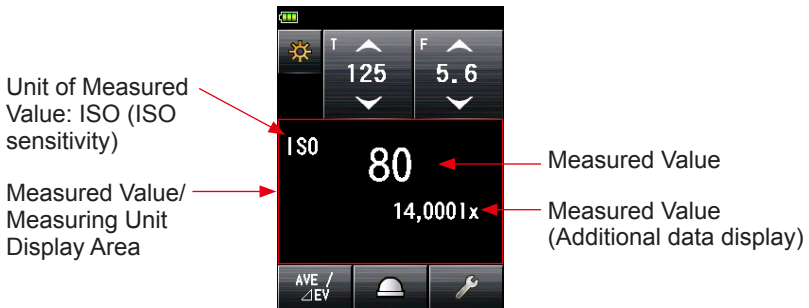 T
F
125
5.6
Unit of Measured
Value: ISO (ISO
sensitivity)
ISO
80
Measured Value
Measured Value/
Measuring Unit
Display Area
14,000lx
Measured Value
(Additional data display)
AVE /
⊿EV